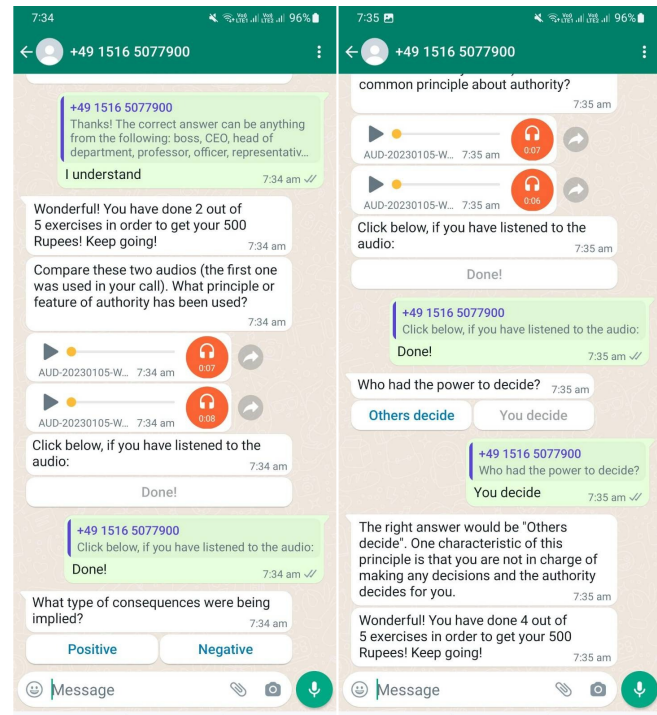 7:34
Vo) LTE1 Vo) LTE2 96%
+49 1516 5077900
+49 1516 5077900
Thanks! The correct answer can be anything
from the following: boss, CEO, head of
department, professor, officer, representativ...
I understand
7:34 am
Wonderful! You have done 2 out of
5 exercises in order to get your 500
Rupees! Keep going!
7:34 am
Compare these two audios (the first one
was used in your call). What principle or
feature of authority has been used?
7:34 am
0:07
AUD-20230105-W... 7:34 am
0:08
AUD-20230105-W... 7:34 am
Click below, if you have listened to the
audio:
7:34 am
Done!
+49 1516 5077900
Click below, if you have listened to the audio:
Done!
7:34 am
What type of consequences were being
implied?
7:34 am
Positive Negative
Message
7:35
Vo) LTE1 Vo) LTE2 96%
+49 1516 5077900
common principle about authority?
7:35 am
0:07
AUD-20230105-W... 7:35 am
0:06
AUD-20230105-W... 7:35 am
Click below, if you have listened to the
audio:
7:35 am
Done!
+49 1516 5077900
Click below, if you have listened to the audio:
Done!
7:35 am
Who had the power to decide? 7:35 am
Others decide You decide
+49 1516 5077900
Who had the power to decide?
You decide
7:35 am
The right answer would be "Others
decide". One characteristic of this
principle is that you are not in charge of
making any decisions and the authority
decides for you.
7:35 am
Wonderful! You have done 4 out of
5 exercises in order to get your 500
Rupees! Keep going!
7:35 am
Message